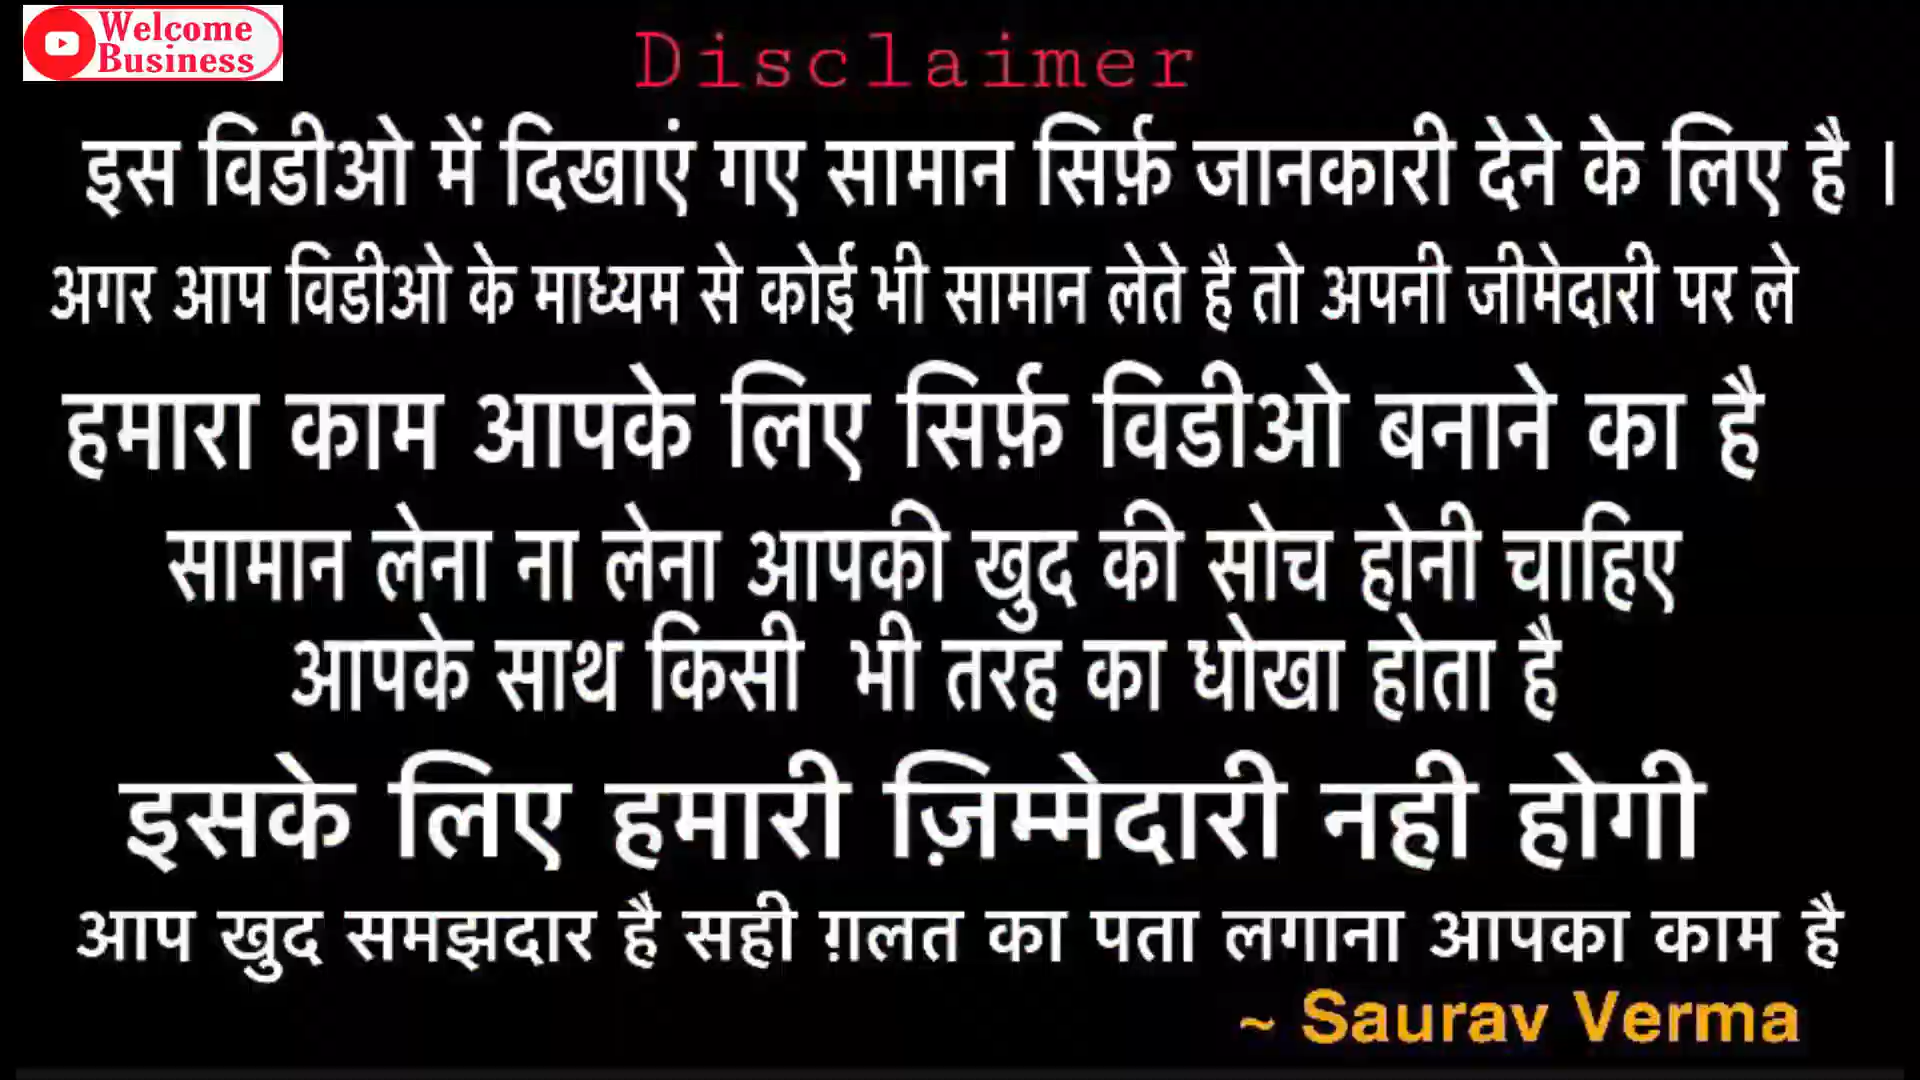 Welcome
Business
Disclaimer
इस विडीओ में दिखाएं गए सामान सिर्फ़ जानकारी देने के लिए है ।
अगर आप विडीओ के माध्यम से कोई भी सामान लेते है तो अपनी जीमेदारी पर ले
हमारा काम आपके लिए सिर्फ़ विडीओ बनाने का है
सामान लेना ना लेना आपकी खुद की सोच होनी चाहिए
आपके साथ किसी भी तरह का धोखा होता है
इसके लिए हमारी ज़िम्मेदारी नही होगी
आप खुद समझदार है सही ग़लत का पता लगाना आपका काम है
~ Saurav Verma